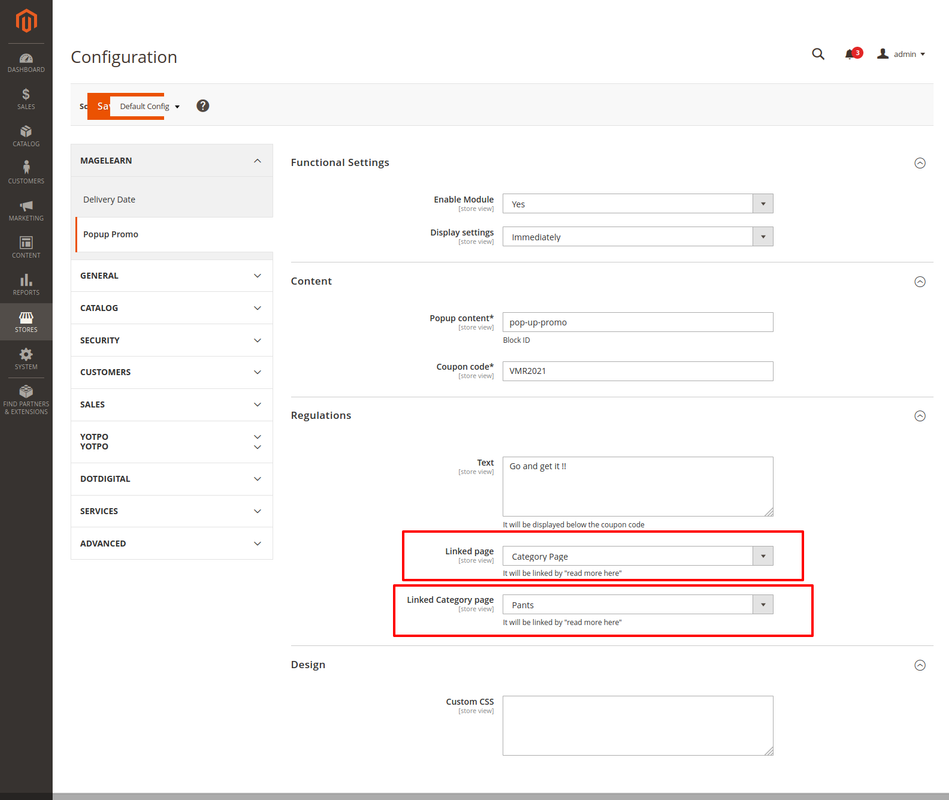 Configuration
3
admin
Sc
Sa
Default Config
?
DASHBOARD
SALES
CATALOG
CUSTOMERS
MARKETING
CONTENT
REPORTS
STORES
SYSTEM
FIND PARTNERS
& EXTENSIONS
MAGELEARN
Delivery Date
Popup Promo
GENERAL
CATALOG
SECURITY
CUSTOMERS
SALES
YOTPO
YOTPO
DOTDIGITAL
SERVICES
ADVANCED
Functional Settings
Enable Module
[store view]
Yes
Display settings
[store view]
Immediately
Content
Popup content*
[store view]
pop-up-promo
Block ID
Coupon code*
[store view]
VMR2021
Regulations
Text
[store view]
Go and get it !!
It will be displayed below the coupon code
Linked page
[store view]
Category Page
It will be linked by "read more here"
Linked Category page
[store view]
Pants
It will be linked by "read more here"
Design
Custom CSS
[store view]